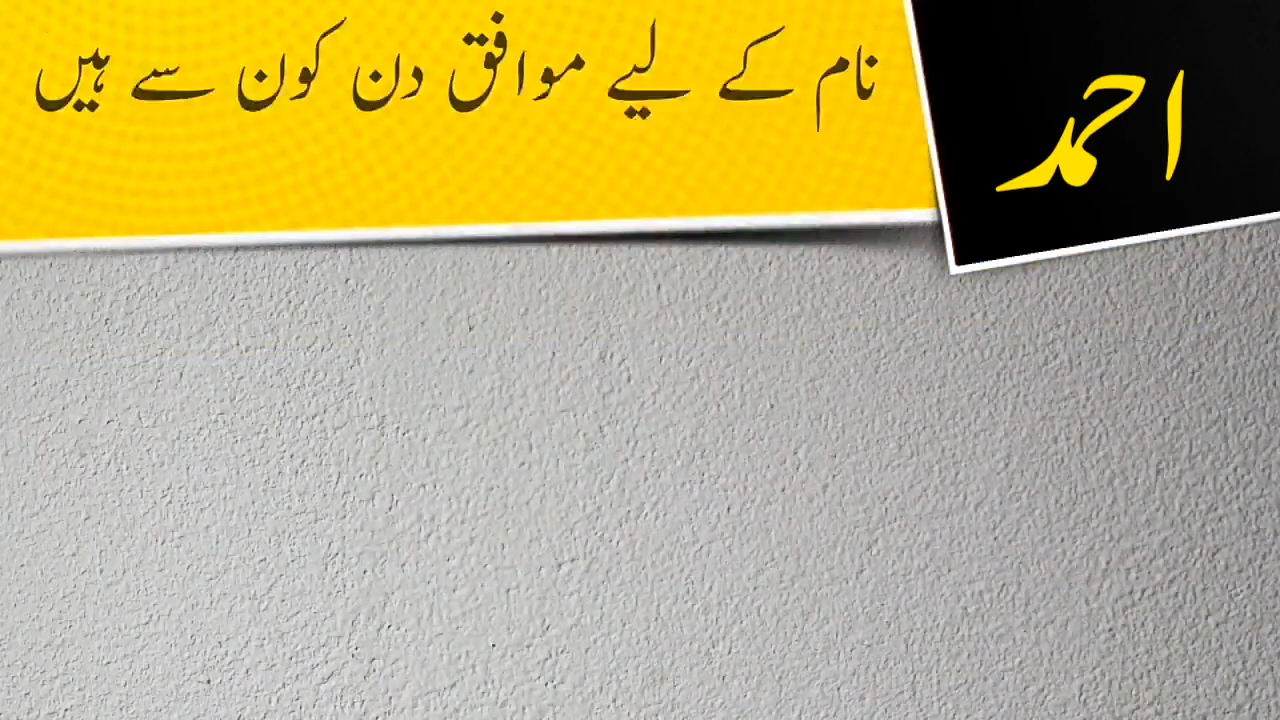 احمد
نام کے لیے موافق دن کون سے ہیں